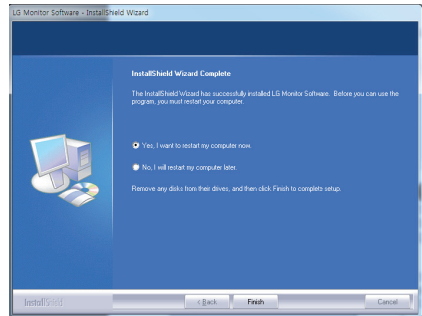 LG Monitor Software - InstallShield Wizard
InstallShield Wizard Complete
The InstallShield Wizard has successfully installed LG Monitor Software. Before you can use the
program, you must restart your computer.
Yes, I want to restart my computer now.
No, I will restart my computer later.
Remove any disks from their drives, and then click Finish to complete setup.
InstallShield
< Back
Finish
Cancel